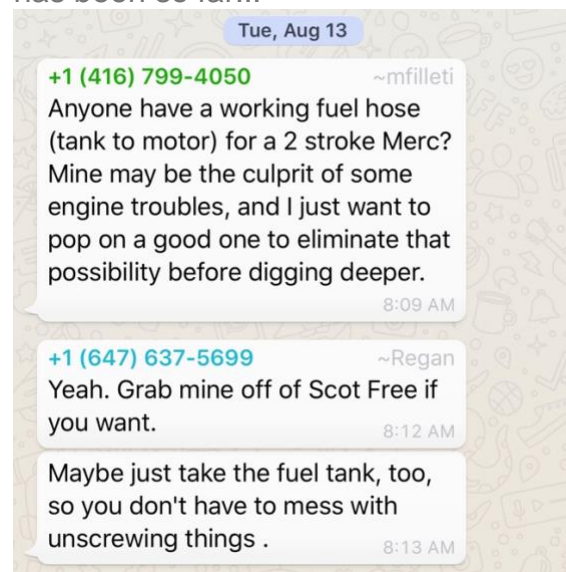 Tue, Aug 13
+1 (416) 799-4050 ~mfilleti
Anyone have a working fuel hose
(tank to motor) for a 2 stroke Merc?
Mine may be the culprit of some
engine troubles, and I just want to
pop on a good one to eliminate that
possibility before digging deeper.
8:09 AM
+1 (647) 637-5699 ~Regan
Yeah. Grab mine off of Scot Free if
you want.
8:12 AM
Maybe just take the fuel tank, too,
so you don't have to mess with
unscrewing things .
8:13 AM